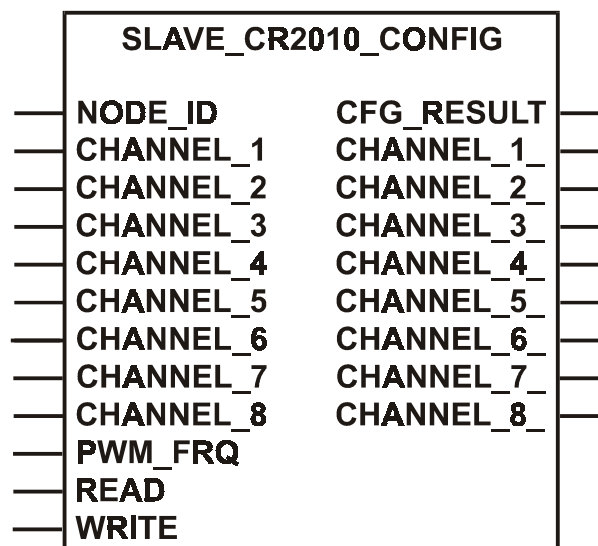 SLAVE_CR2010_CONFIG
NODE_ID CFG_RESULT
CHANNEL_1 CHANNEL_1_
CHANNEL_2 CHANNEL_2_
CHANNEL_3 CHANNEL_3_
CHANNEL_4 CHANNEL_4_
CHANNEL_5 CHANNEL_5_
CHANNEL_6 CHANNEL_6_
CHANNEL_7 CHANNEL_7_
CHANNEL_8 CHANNEL_8_
PWM_FRQ
READ
WRITE